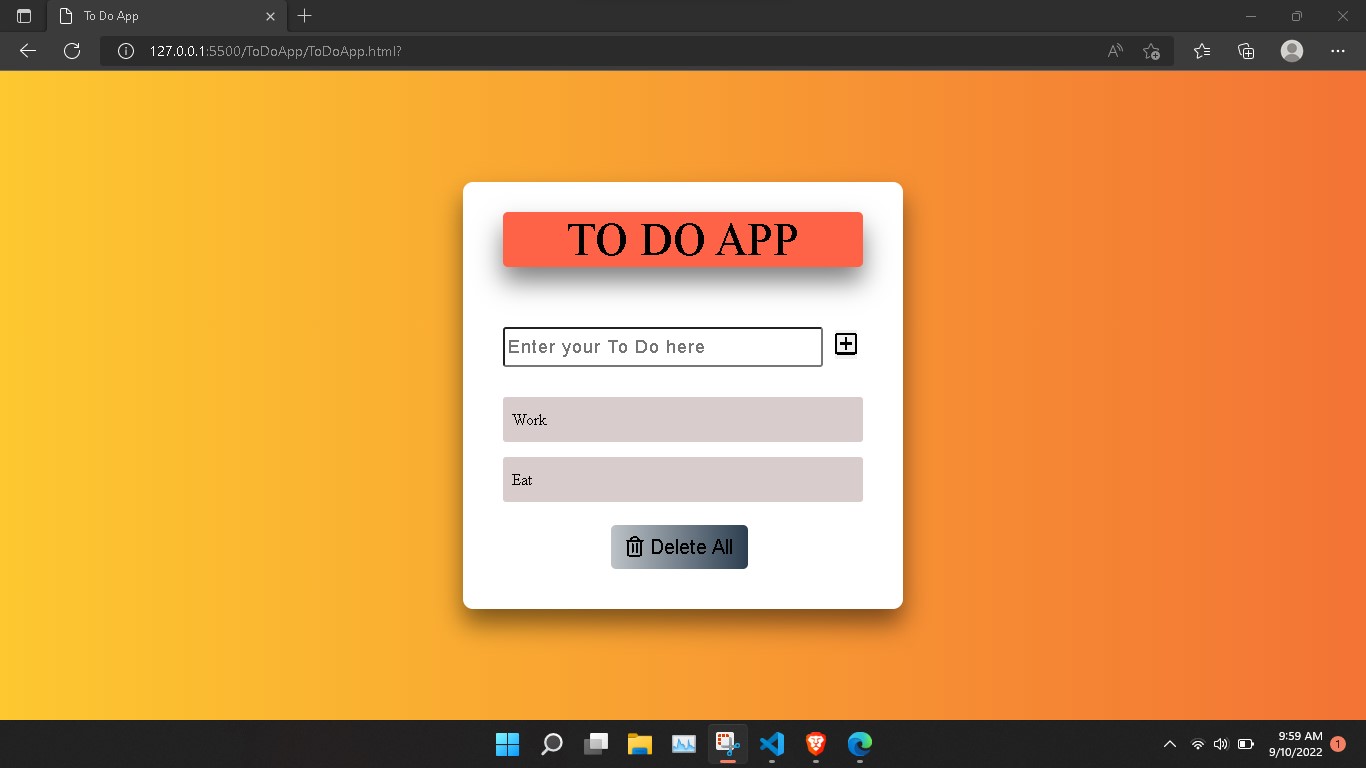 To Do App
127.0.0.1:5500/ToDoApp/ToDoApp.html?
TO DO APP
Enter your To Do here
Work
Eat
Delete All
9:59 AM
9/10/2022
1